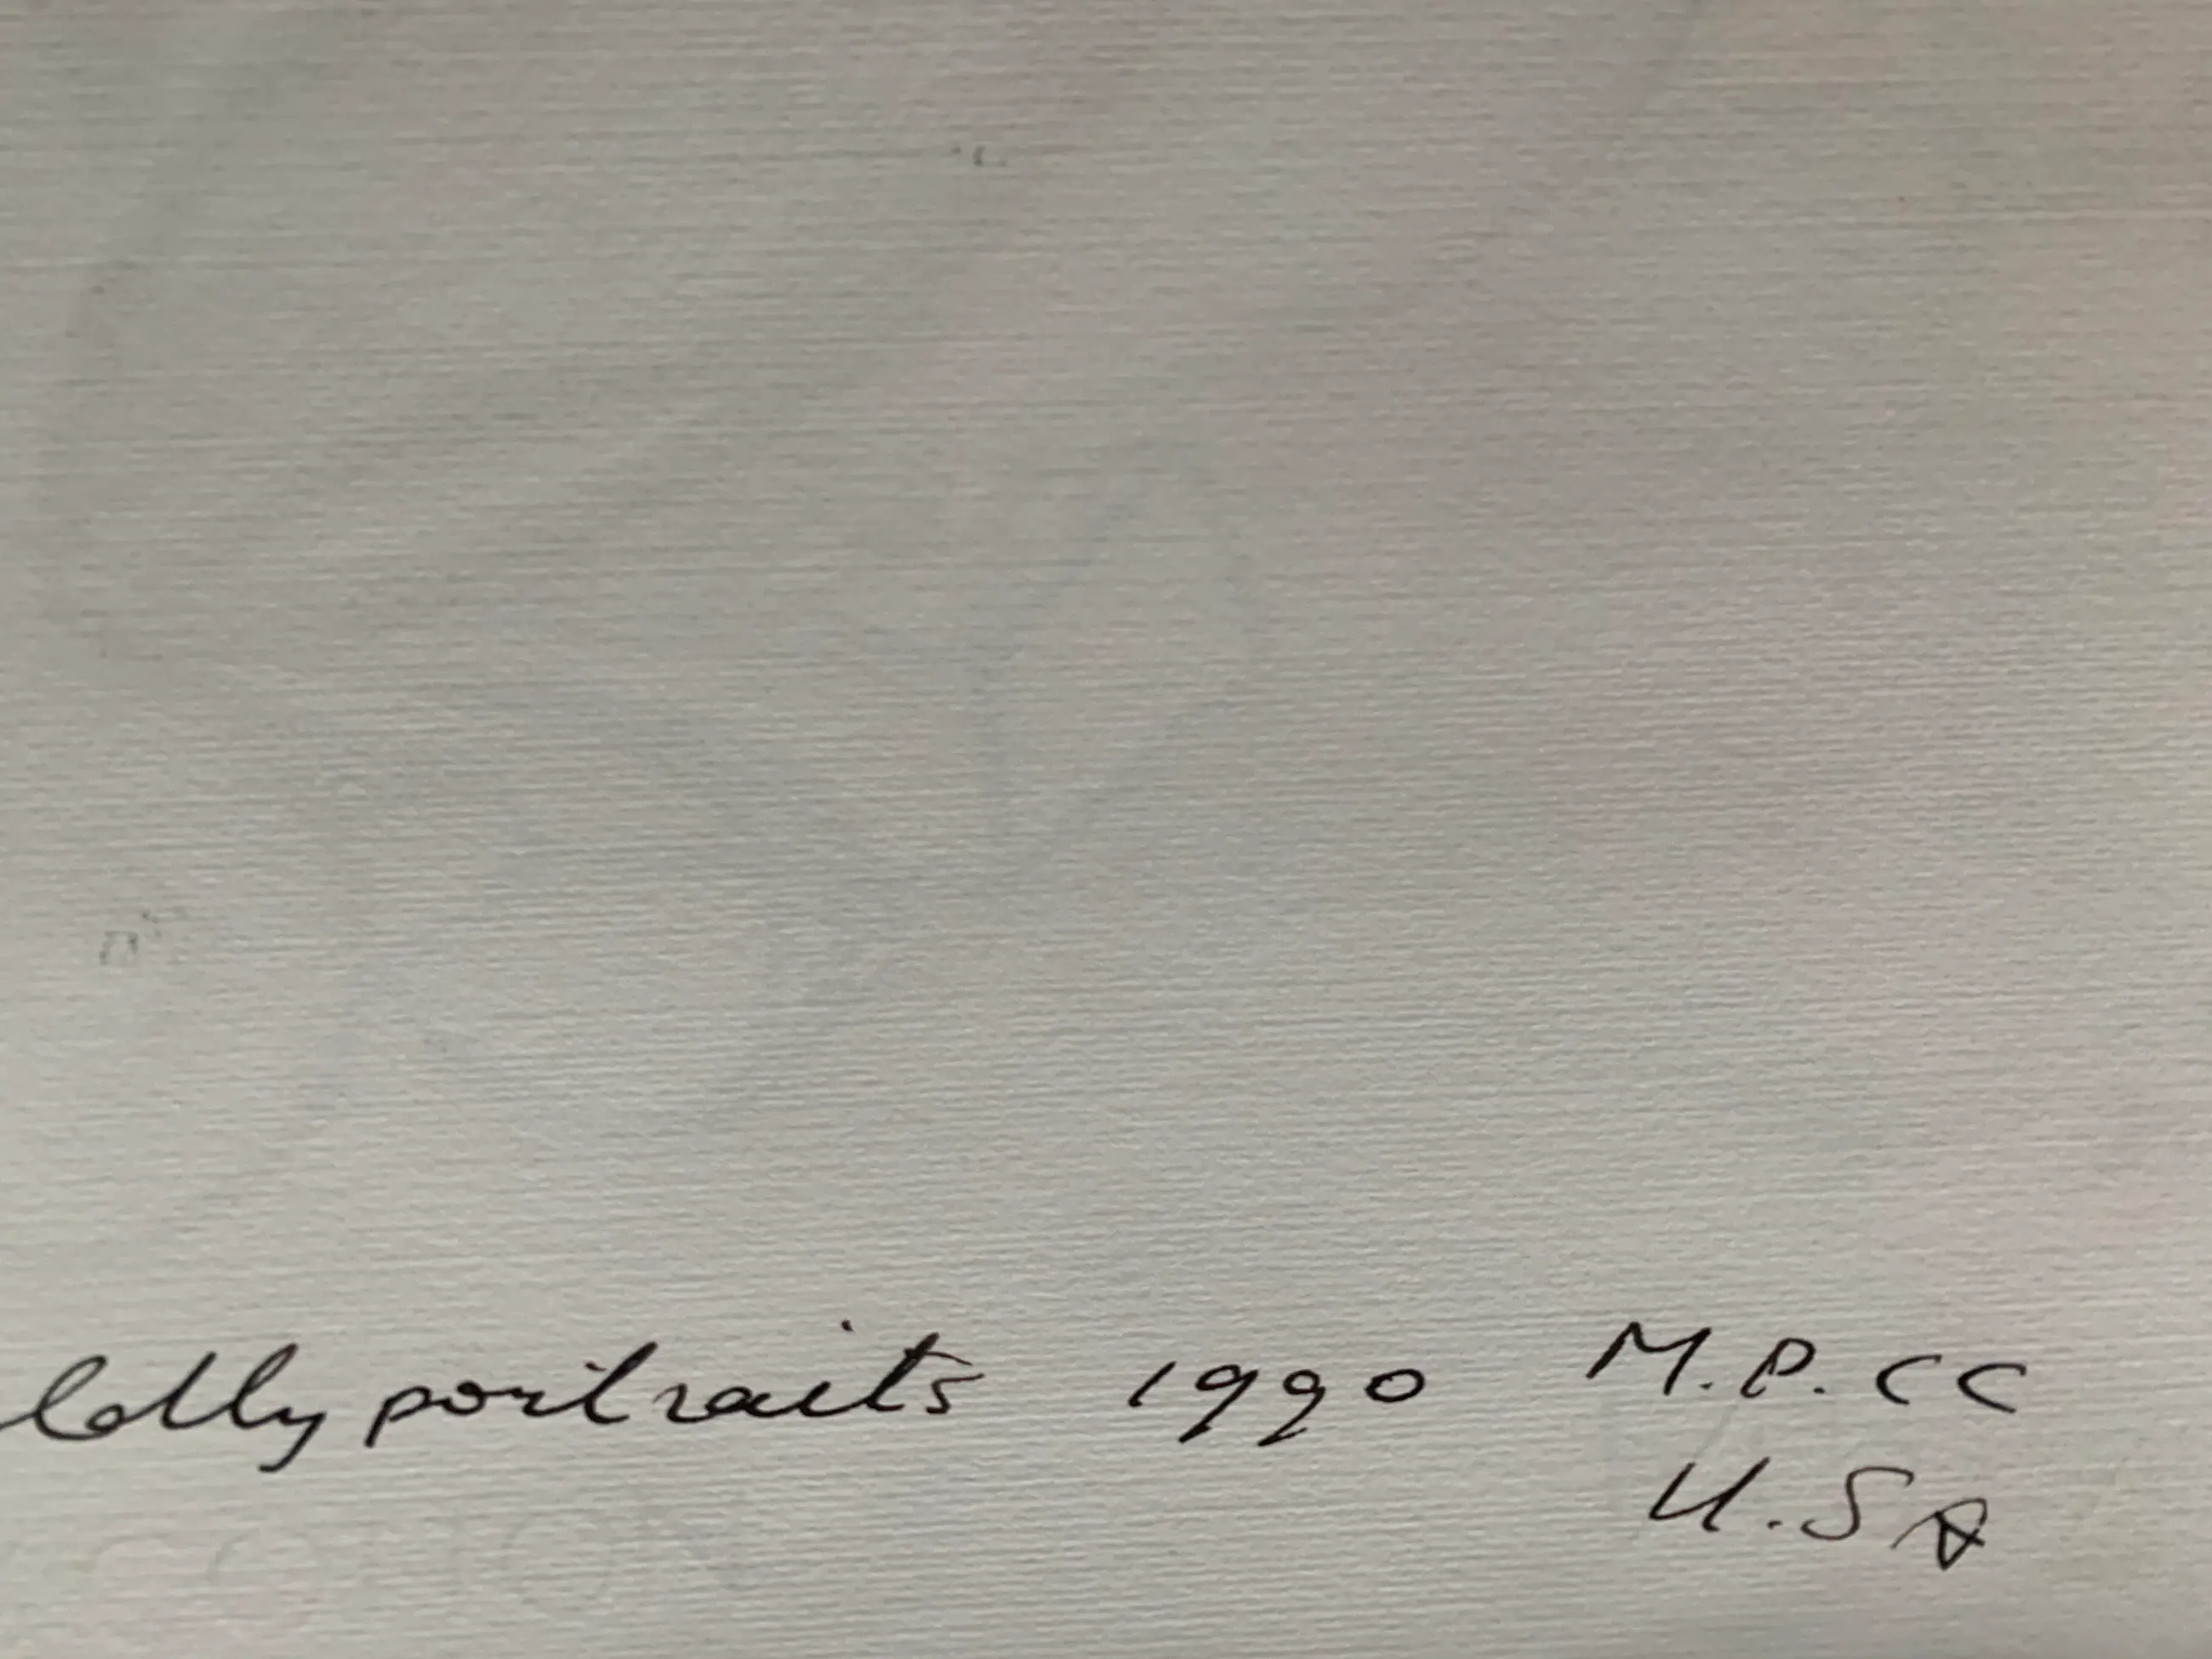 lolly portraits 1990 M.P.CC
U.SA